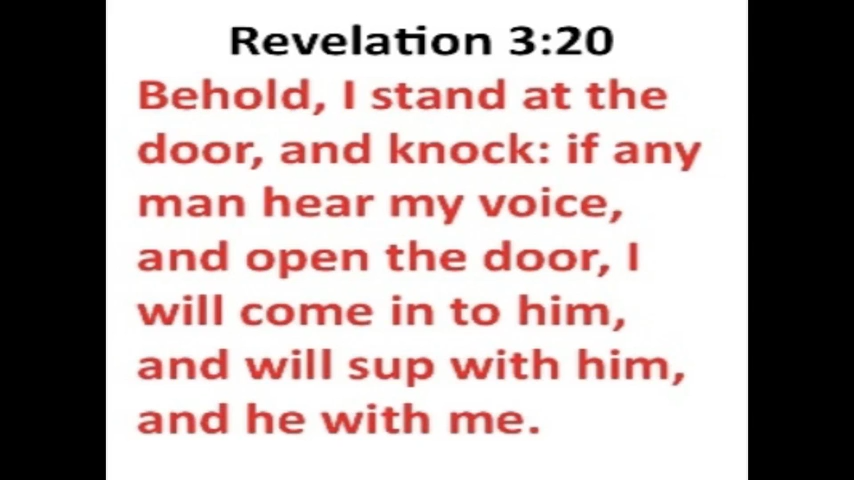 Revelation 3:20
Behold, I stand at the
door, and knock: if any
man hear my voice,
and open the door, I
will come in to him,
and will sup with him,
and he with me.